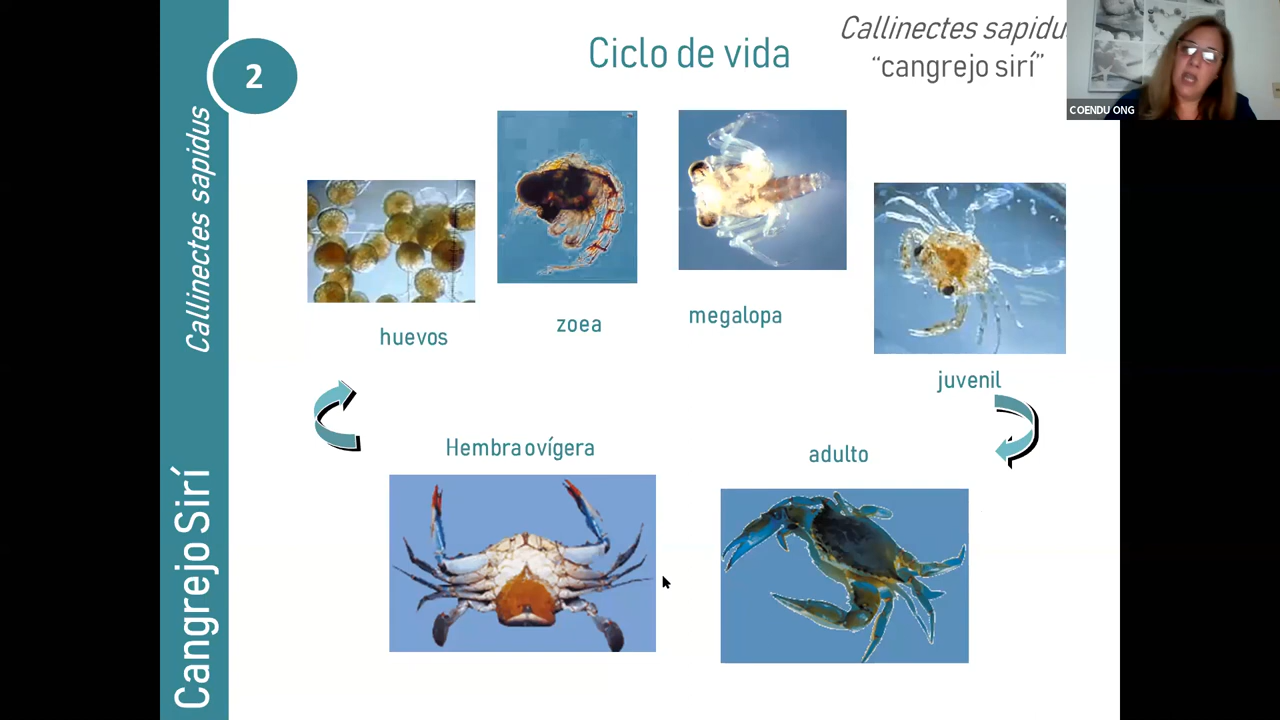 2
Callinectes sapidus
Cangrejo Sirí
Ciclo de vida
Callinectes sapidu
“cangrejo sirí”
COENDU ONG
huevos
zoea
megalopa
juvenil
Hembra ovígera
adulto